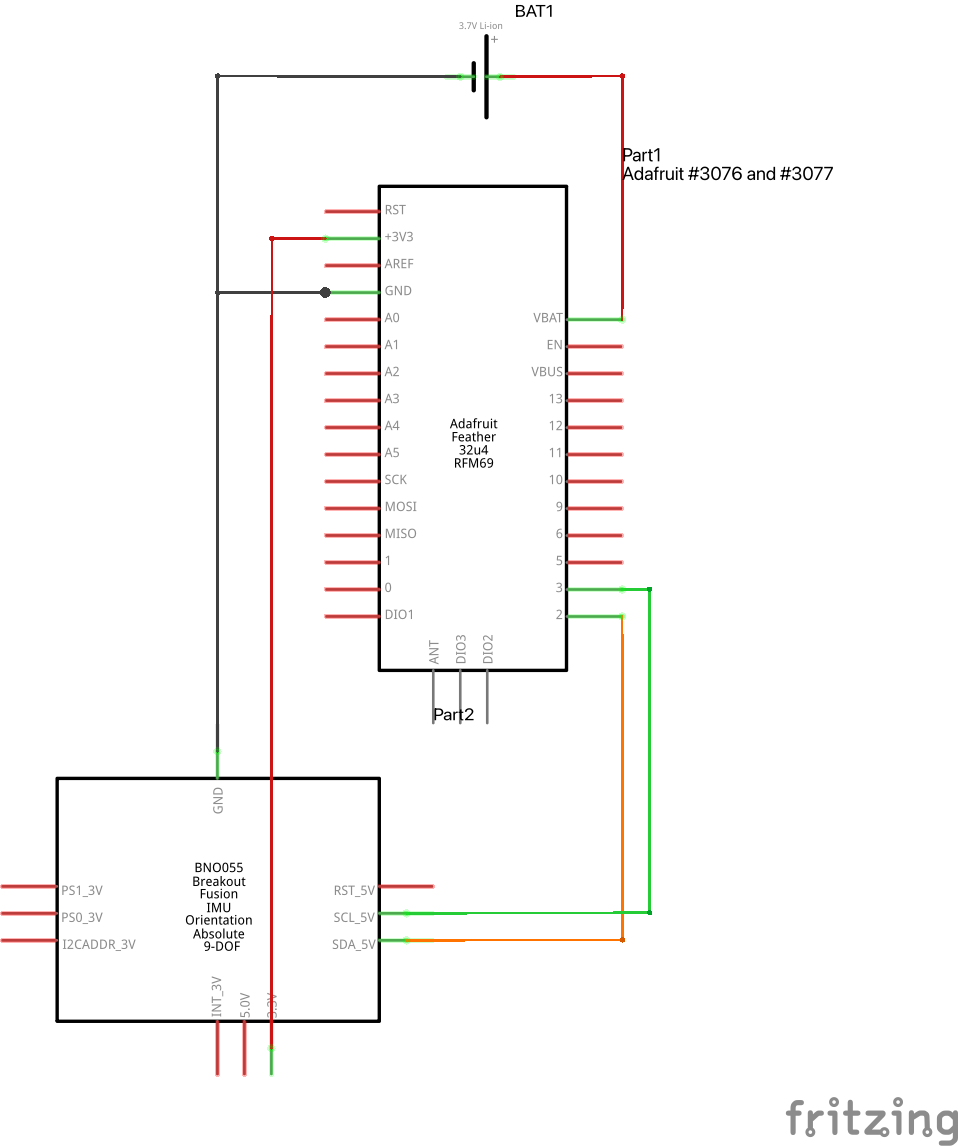 BAT1
3.7V Li-ion
+
Part1
Adafruit #3076 and #3077
RST
+3V3
AREF
GND
A0
A1
A2
A3
A4
A5
SCK
MOSI
MISO
1
0
DIO1
VBAT
EN
VBUS
13
12
11
10
9
6
5
3
2
Adafruit
Feather
32u4
RFM69
ANT
DIO3
DIO2
Part2
GND
BNO055
Breakout
Fusion
IMU
Orientation
Absolute
9-DOF
PS1_3V
PS0_3V
I2CADDR_3V
RST_5V
SCL_5V
SDA_5V
INT_3V
5.0V
3.3V
fritzing